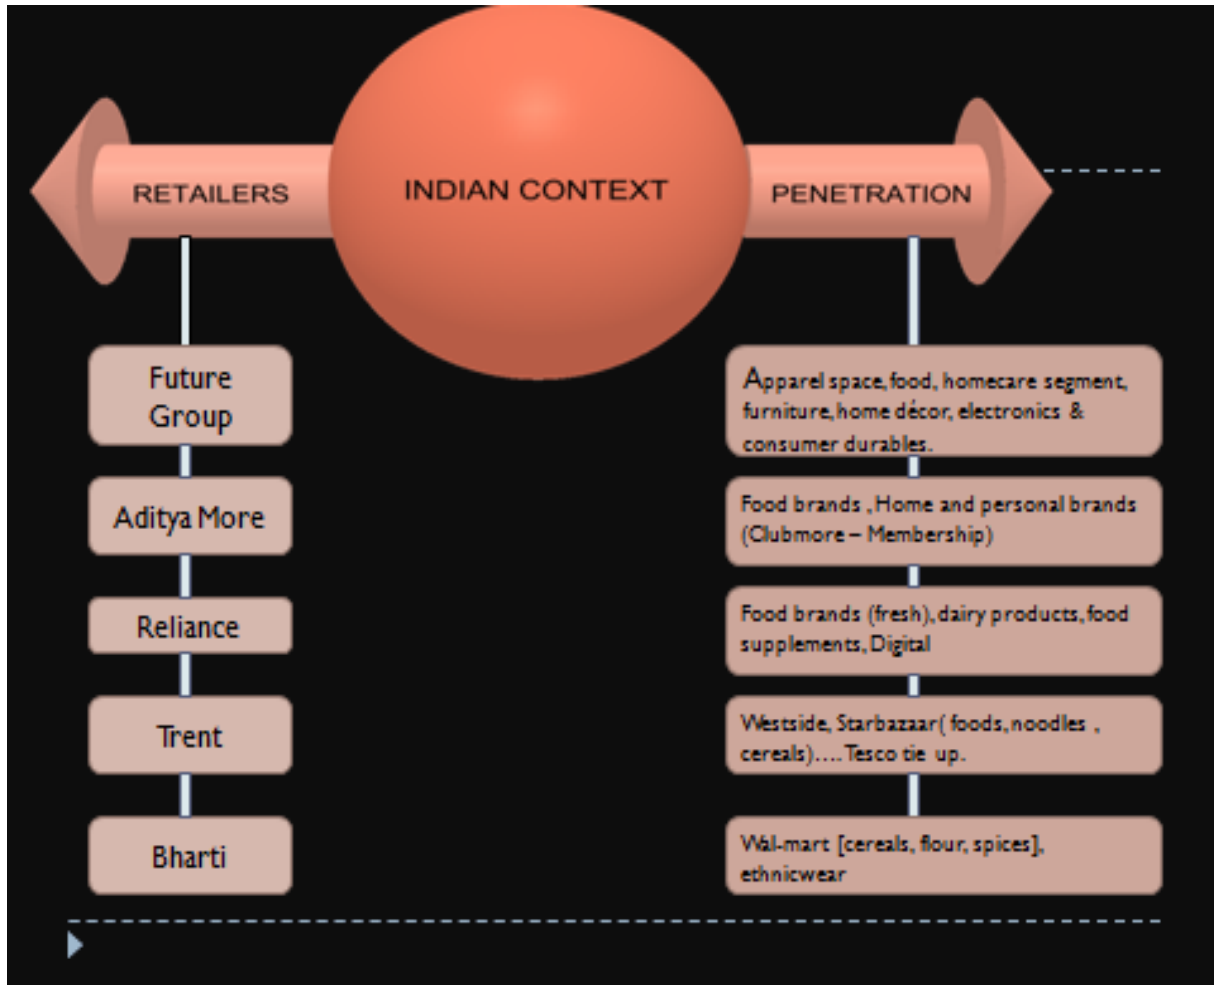 RETAILERS
INDIAN CONTEXT
PENETRATION
Future
Group
Apparel space, food, homecare segment,
furniture, home décor, electronics &
consumer durables.
Aditya More
Food brands , Home and personal brands
(Clubmore – Membership)
Reliance
Food brands (fresh), dairy products, food
supplements, Digital
Trent
Westside, Starbazaar( foods, noodles ,
cereals)…. Tesco tie up.
Bharti
Wal-mart [cereals, flour, spices],
ethnicwear